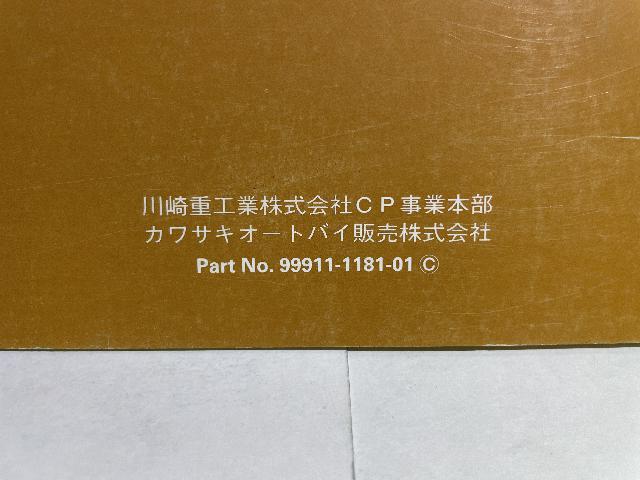 川崎重工業株式会社ＣＰ事業本部
カワサキオートバイ販売株式会社
Part No. 99911-1181-01 ©